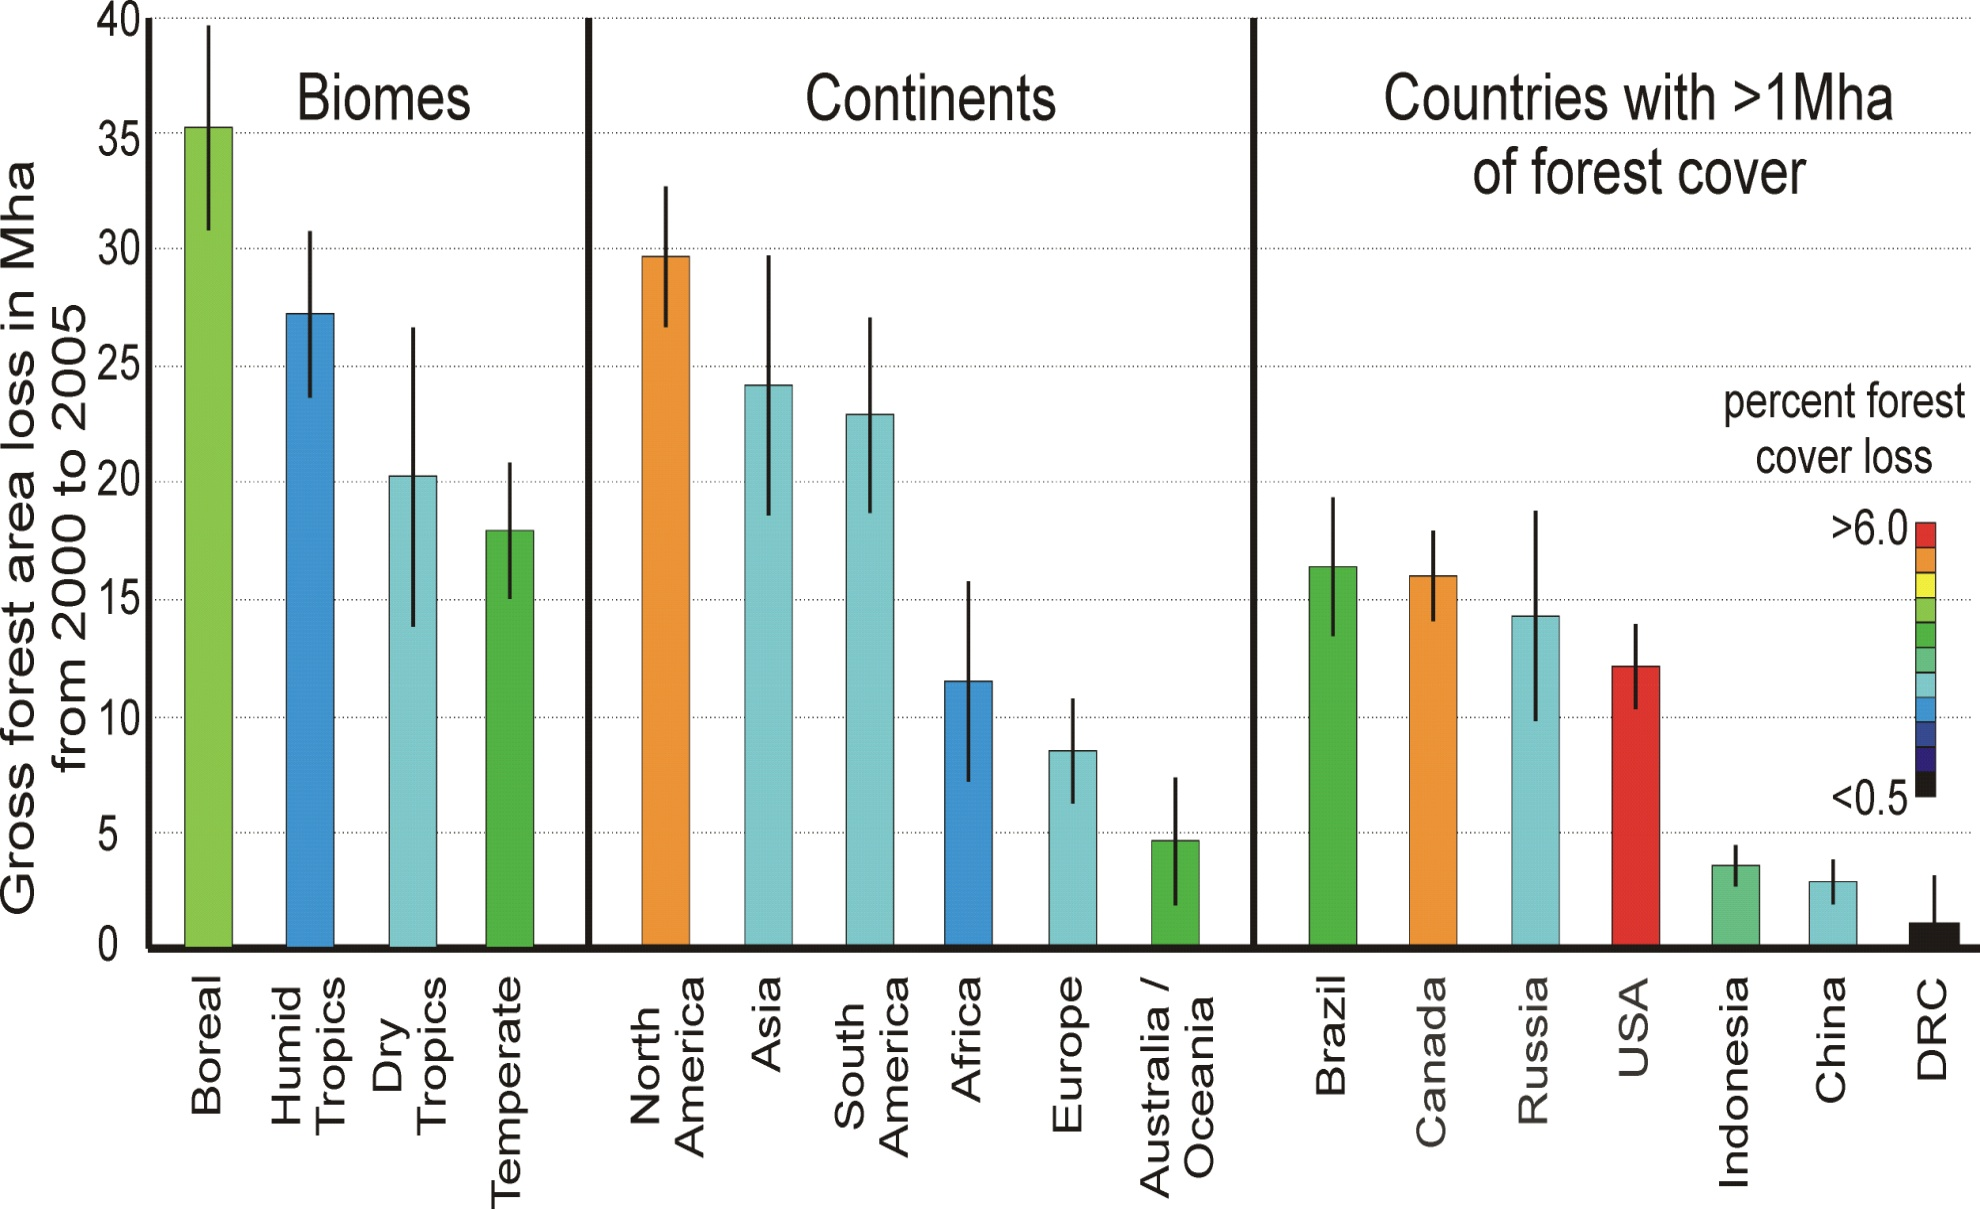 Gross forest area loss in Mha
from 2000 to 2005
40
35
30
25
20
15
10
5
0
Biomes
Continents
Countries with >1Mha
of forest cover
percent forest
cover loss
>6.0
<0.5
Boreal
Humid
Tropics
Dry
Tropics
Temperate
North
America
Asia
South
America
Africa
Europe
Australia /
Oceania
Brazil
Canada
Russia
USA
Indonesia
China
DRC